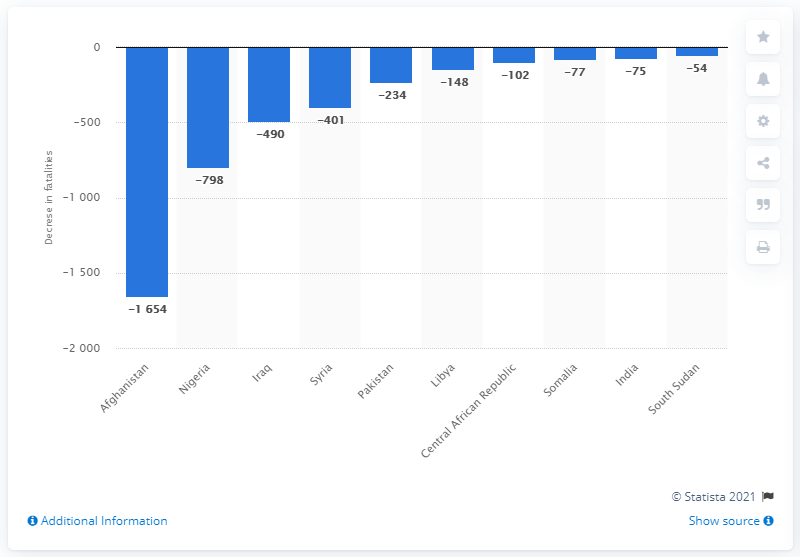 0
−500
−1 000
−1 500
−2 000
Decrese in fatalities
−1 654
−798
−490
−401
−234
−148
−102
−77
−75
−54
Afghanistan
Nigeria
Iraq
Syria
Pakistan
Libya
Central African Republic
Somalia
India
South Sudan
© Statista 2021
Additional Information
Show source